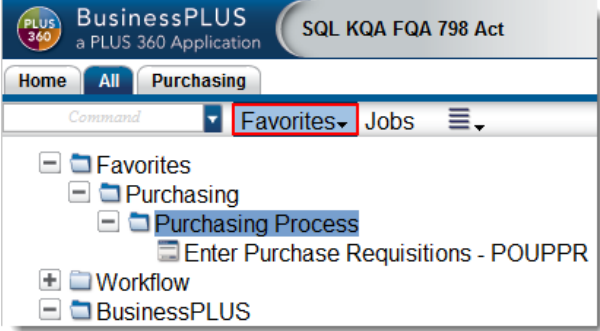 PLUS
360
BusinessPLUS
a PLUS 360 Application
SQL KQA FQA 798 Act
Home All Purchasing
Command Favorites Jobs
Favorites
Purchasing
Purchasing Process
Enter Purchase Requisitions - POUPPR
Workflow
BusinessPLUS